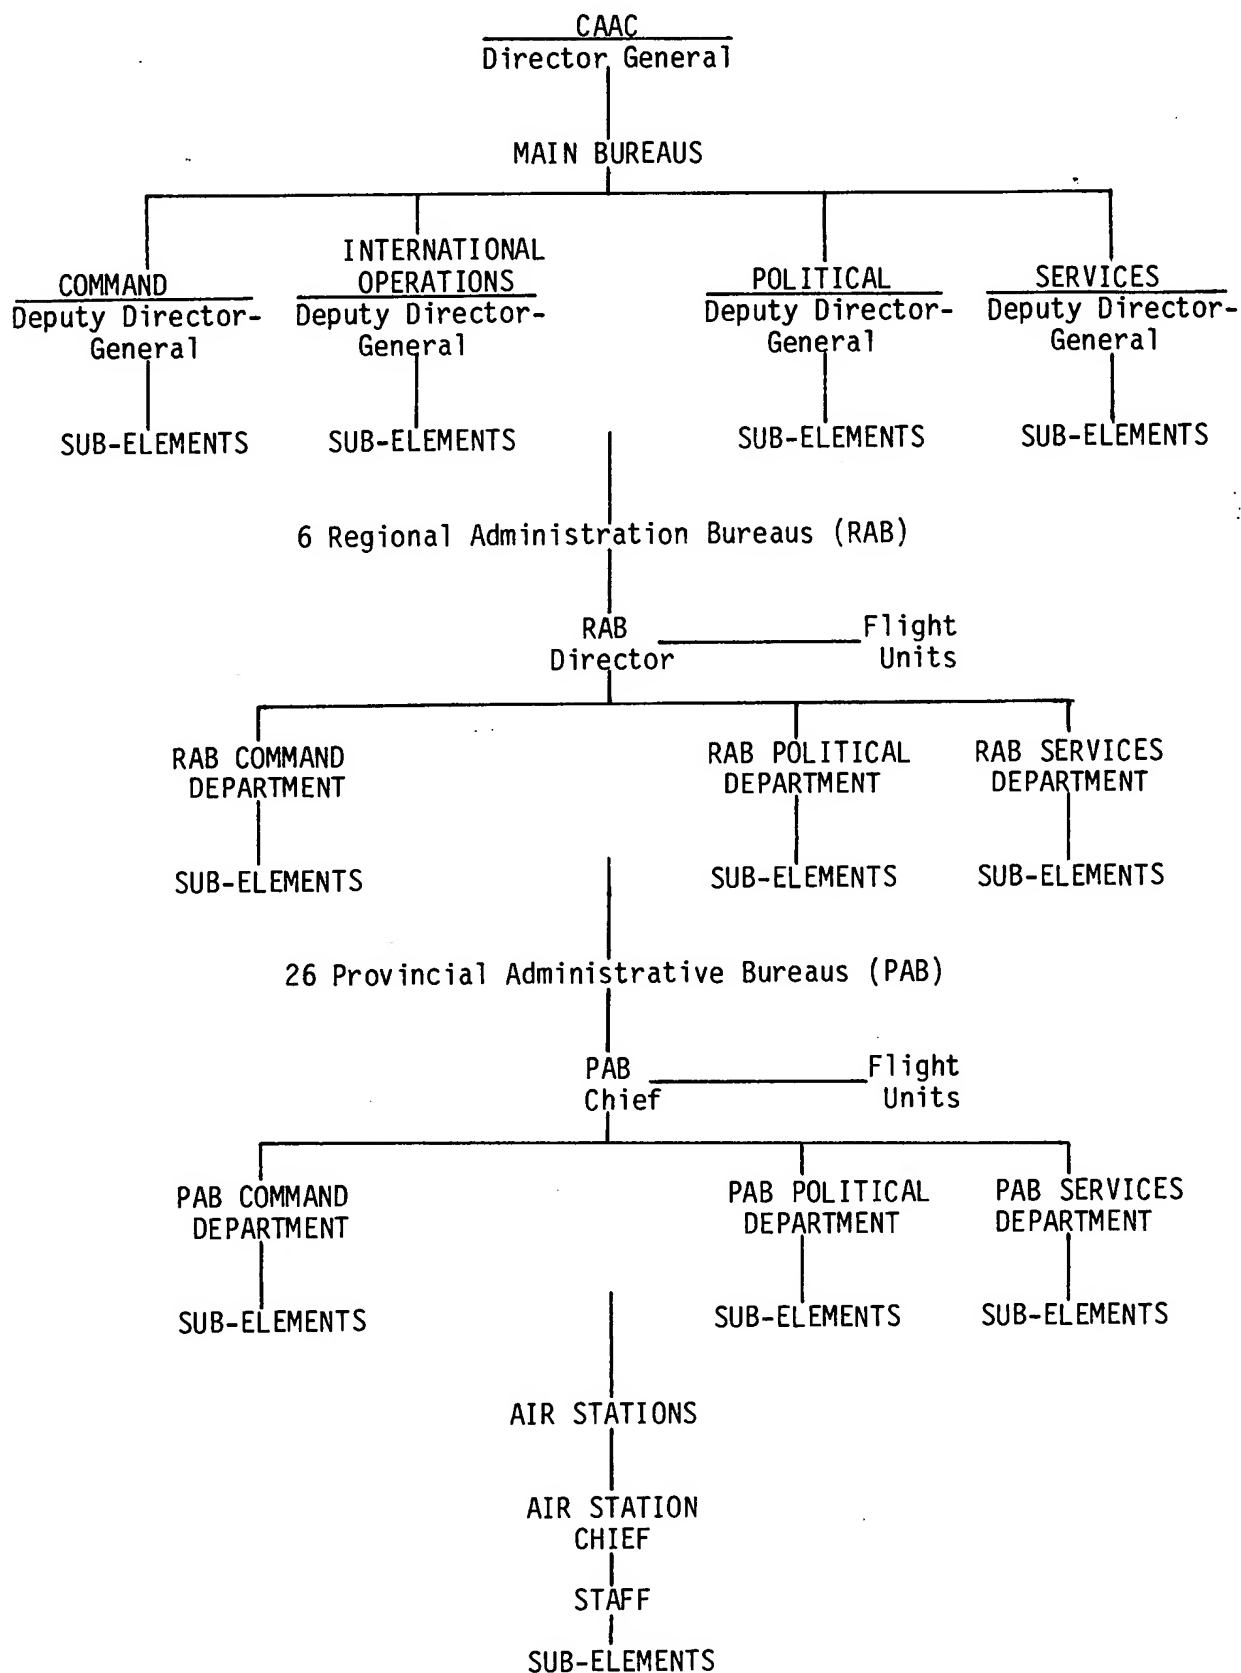 CAAC
Director General
MAIN BUREAUS
COMMAND
Deputy Director-
General
SUB-ELEMENTS
INTERNATIONAL
OPERATIONS
Deputy Director-
General
SUB-ELEMENTS
POLITICAL
Deputy Director-
General
SUB-ELEMENTS
SERVICES
Deputy Director-
General
SUB-ELEMENTS
6 Regional Administration Bureaus (RAB)
RAB
Director
Flight
Units
RAB COMMAND
DEPARTMENT
SUB-ELEMENTS
RAB POLITICAL
DEPARTMENT
SUB-ELEMENTS
RAB SERVICES
DEPARTMENT
SUB-ELEMENTS
26 Provincial Administrative Bureaus (PAB)
PAB
Chief
Flight
Units
PAB COMMAND
DEPARTMENT
SUB-ELEMENTS
PAB POLITICAL
DEPARTMENT
SUB-ELEMENTS
PAB SERVICES
DEPARTMENT
SUB-ELEMENTS
AIR STATIONS
AIR STATION
CHIEF
STAFF
SUB-ELEMENTS